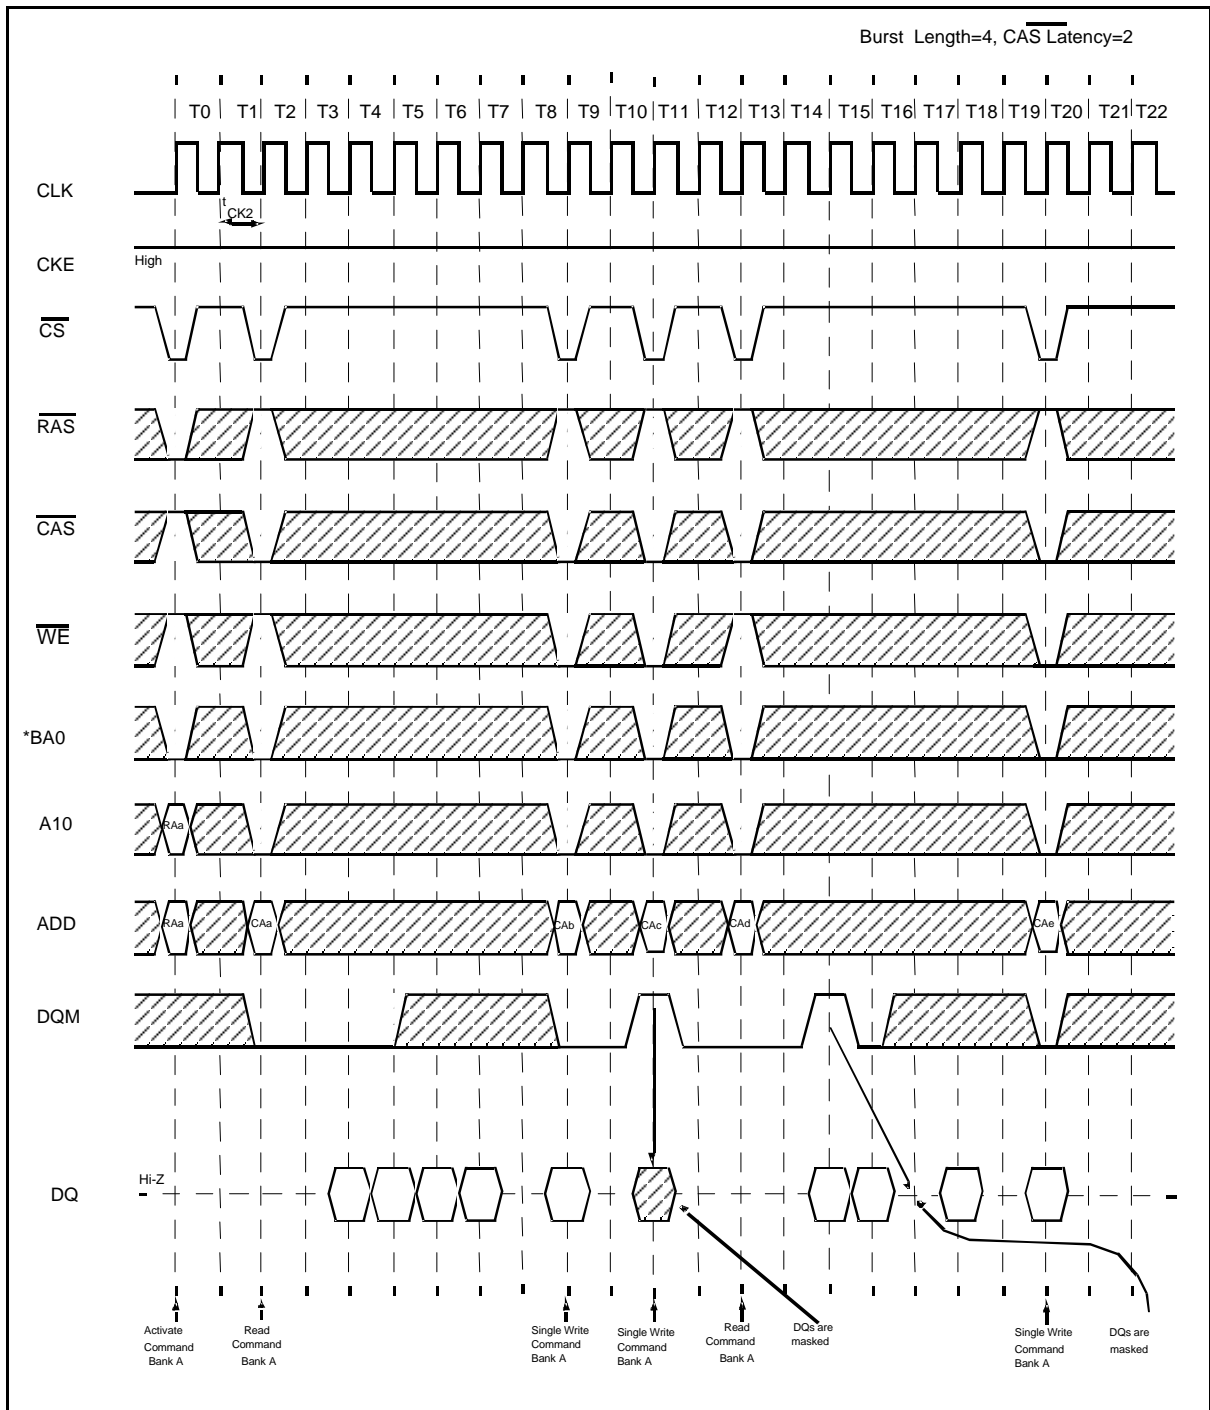 Burst Length=4, CAS Latency=2
T0 T1 T2 T3 T4 T5 T6 T7 T8 T9 T10 T11 T12 T13 T14 T15 T16 T17 T18 T19 T20 T21 T22
CLK
t
CK2
CKE
High
CS
RAS
CAS
WE
*BA0
A10
RAa
ADD
RAa CAa CAb CAc CAd CAe
DQM
DQ
Hi-Z
Activate
Command
Bank A
Read
Command
Bank A
Single Write
Command
Bank A
Single Write
Command
Bank A
Read
Command
Bank A
DQs are
masked
Single Write
Command
Bank A
DQs are
masked